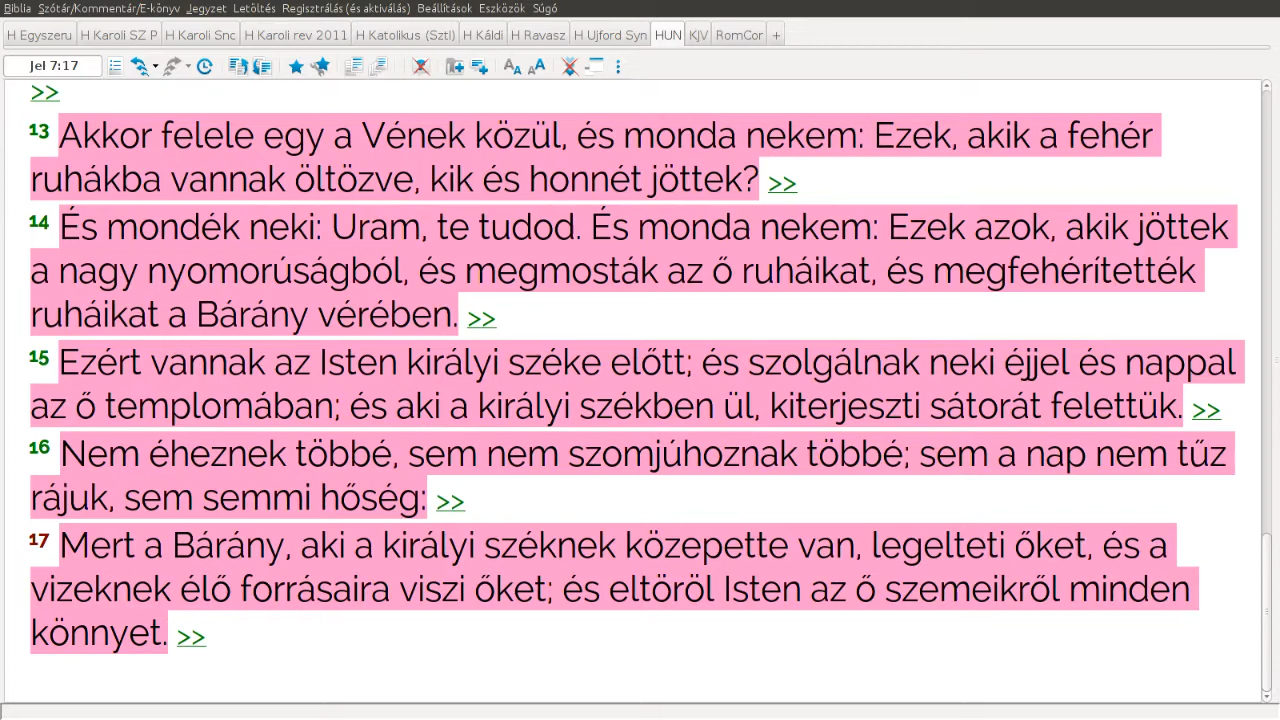 Biblia Szótár/Kommentár/E-könyv Jegyzet Letöltés Regisztrálás (és aktiválás) Beállítások Eszközök Súgó
H Egyszeru H Karoli SZ P H Karoli Snc H Karoli rev 2011 H Katolikus (Sztl) H Káldi H Ravasz H Ujford Syn HUN KJV RomCor +
Jel 7:17
>>
13 Akkor felele egy a Vének közül, és monda nekem: Ezek, akik a fehér
ruhákba vannak öltözve, kik és honnét jöttek? >>
14 És mondék neki: Uram, te tudod. És monda nekem: Ezek azok, akik jöttek
a nagy nyomorúságból, és megmosták az ő ruháikat, és megfehérítették
ruháikat a Bárány vérében. >>
15 Ezért vannak az Isten királyi széke előtt; és szolgálnak neki éjjel és nappal
az ő templomában; és aki a királyi székben ül, kiterjeszti sátorát felettük. >>
16 Nem éheznek többé, sem nem szomjúhoznak többé; sem a nap nem tűz
rájuk, sem semmi hőség: >>
17 Mert a Bárány, aki a királyi széknek közepette van, legelteti őket, és a
vizeknek élő forrásaira viszi őket; és eltöröl Isten az ő szemeikről minden
könnyet. >>